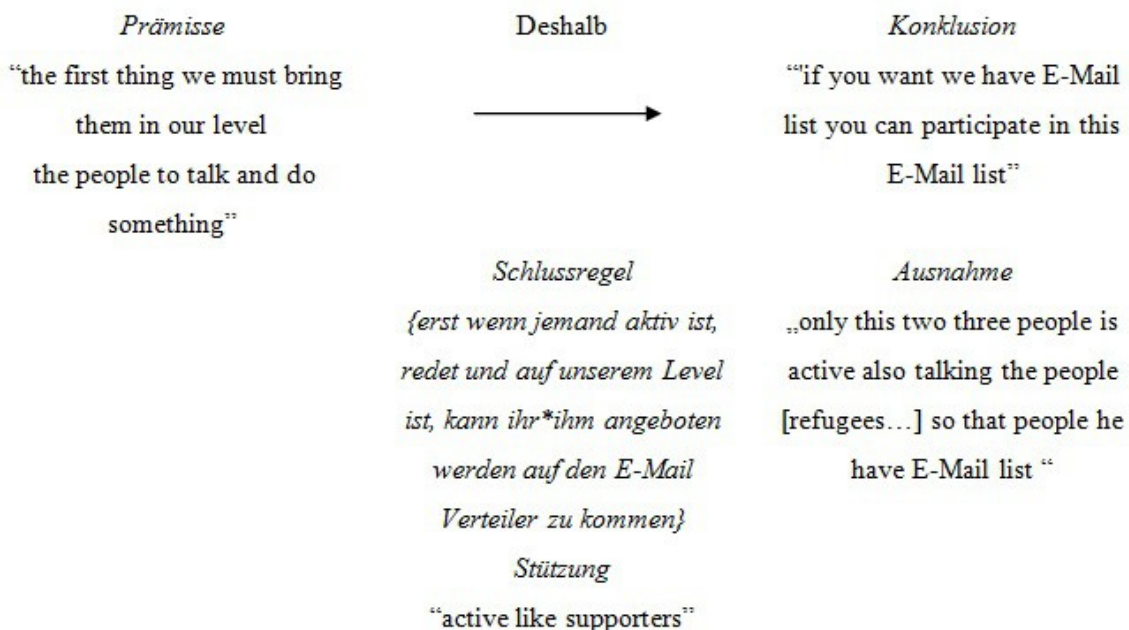 Prämisse
“the first thing we must bring
them in our level
the people to talk and do
something”
Deshalb
Konklusion
“‘if you want we have E-Mail
list you can participate in this
E-Mail list”
Schlussregel
{erst wenn jemand aktiv ist,
redet und auf unserem Level
ist, kann ihr*ihm angeboten
werden auf den E-Mail
Verteiler zu kommen}
Stützung
“active like supporters”
Ausnahme
„only this two three people is
active also talking the people
[refugees…] so that people he
have E-Mail list “